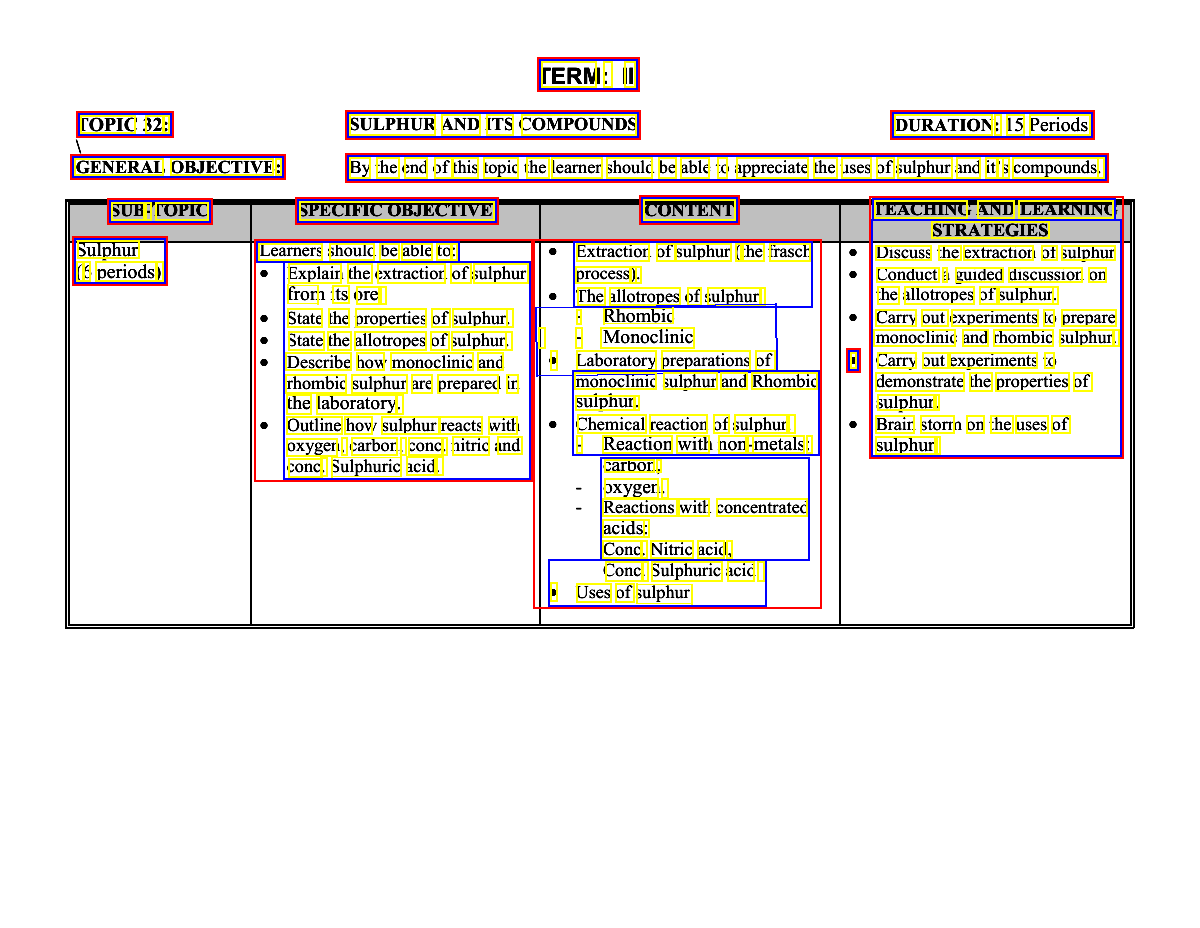 TERM: II
TOPIC 32: SULPHUR AND ITS COMPOUNDS DURATION: 15 Periods
GENERAL OBJECTIVE: By the end of this topic the learner should be able to appreciate the uses of sulphur and it's compounds.
SUB-TOPIC
Sulphur
(5 periods)
SPECIFIC OBJECTIVE
Learners should be able to:
• Explain the extraction of sulphur
from its ore
• State the properties of sulphur.
• State the allotropes of sulphur.
• Describe how monoclinic and
rhombic sulphur are prepared in
the laboratory.
• Outline how sulphur reacts with
oxygen, carbon, conc. nitric and
conc. Sulphuric acid.
CONTENT
• Extraction of sulphur (the frasch
process).
• The allotropes of sulphur
- Rhombic
- Monoclinic
• Laboratory preparations of
monoclinic sulphur and Rhombic
sulphur.
• Chemical reaction of sulphur
- Reaction with non-metals:
carbon,
- oxygen,
- Reactions with concentrated
acids:
Conc. Nitric acid,
Conc. Sulphuric acid
• Uses of sulphur
TEACHING AND LEARNING
STRATEGIES
• Discuss the extraction of sulphur
• Conduct a guided discussion on
the allotropes of sulphur.
• Carry out experiments to prepare
monoclinic and rhombic sulphur.
• Carry out experiments to
demonstrate the properties of
sulphur.
• Brain storm on the uses of
sulphur